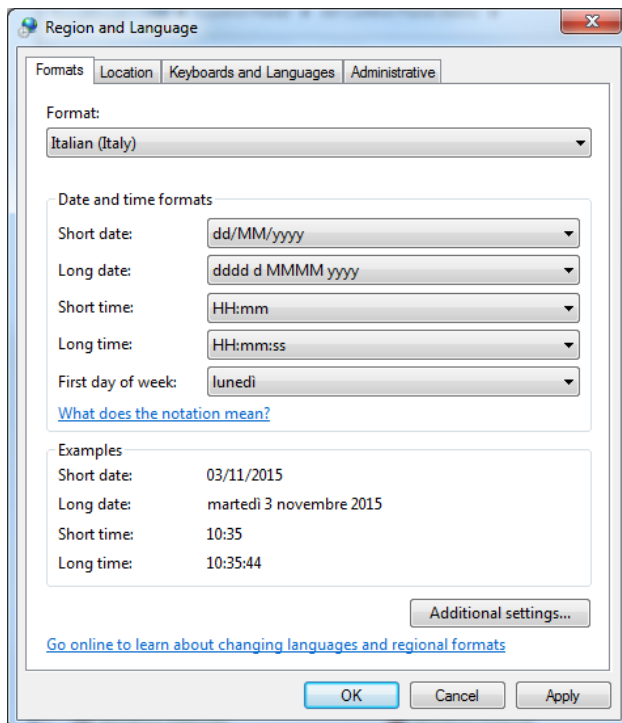 Region and Language
Formats Location Keyboards and Languages Administrative
Format:
Italian (Italy)
Date and time formats
Short date: dd/MM/yyyy
Long date: dddd d MMMM yyyy
Short time: HH:mm
Long time: HH:mm:ss
First day of week: lunedì
What does the notation mean?
Examples
Short date: 03/11/2015
Long date: martedì 3 novembre 2015
Short time: 10:35
Long time: 10:35:44
Additional settings...
Go online to learn about changing languages and regional formats
OK Cancel Apply